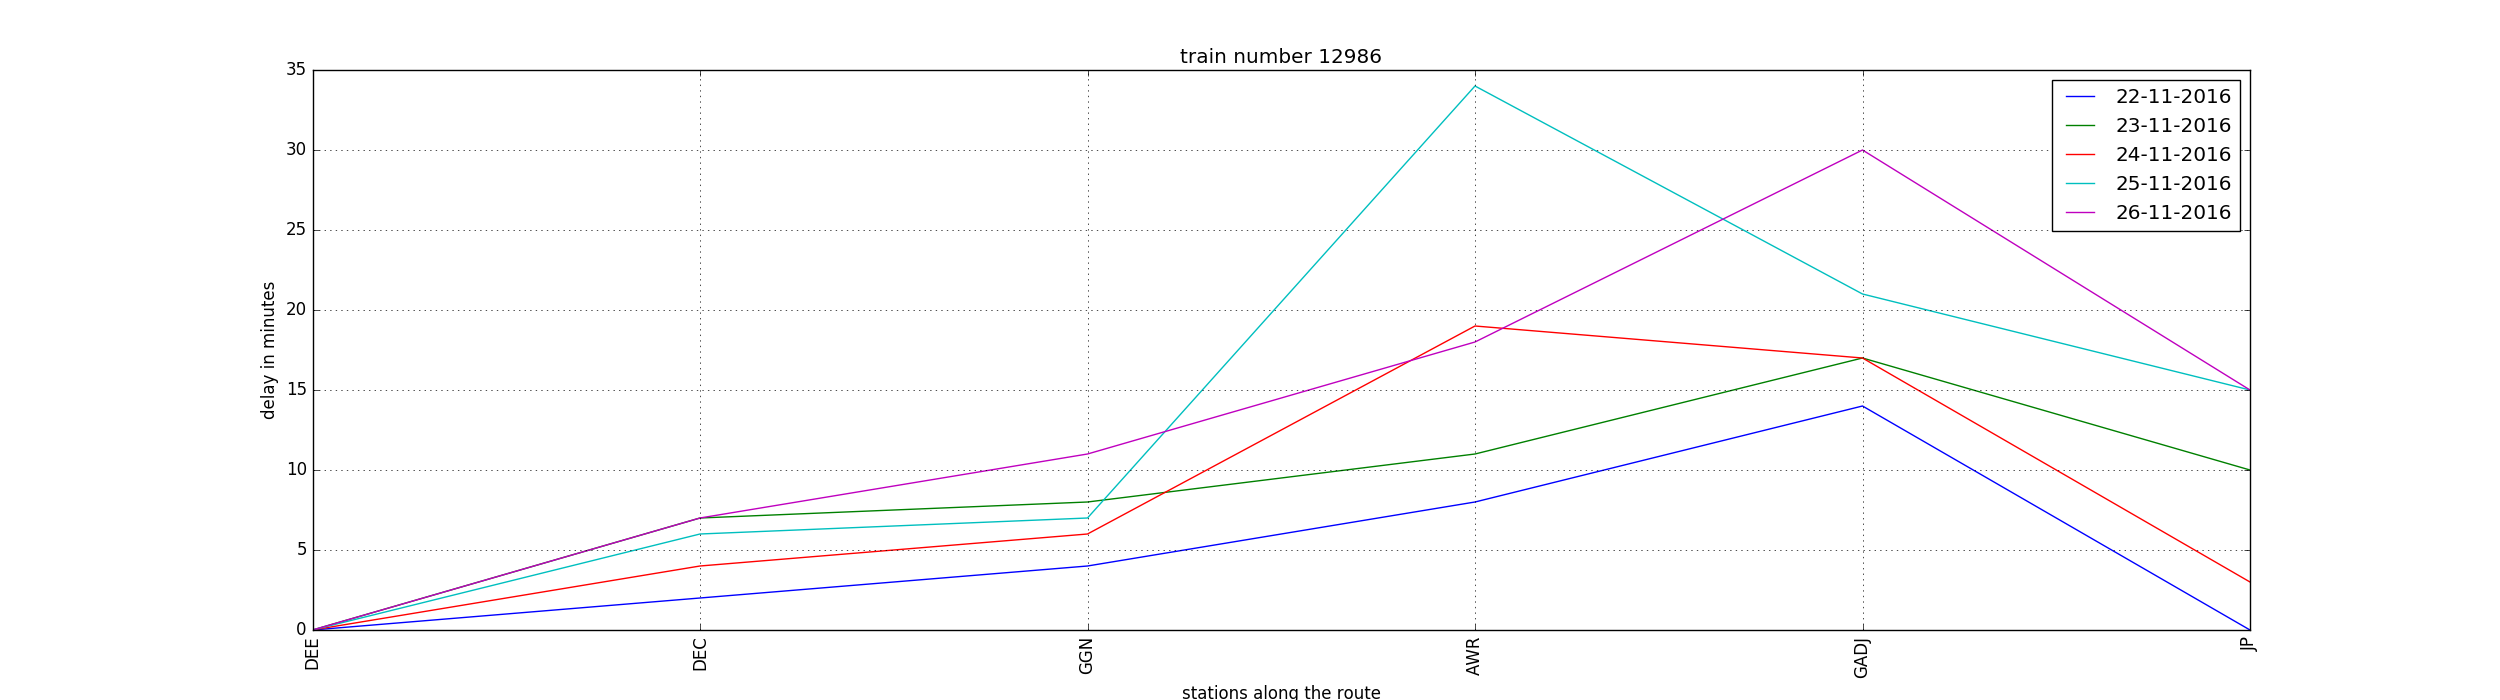 train number 12986
35
30
25
20
15
10
5
0
delay in minutes
22-11-2016
23-11-2016
24-11-2016
25-11-2016
26-11-2016
DEE
DEC
GGN
AWR
GADJ
JP
stations along the route